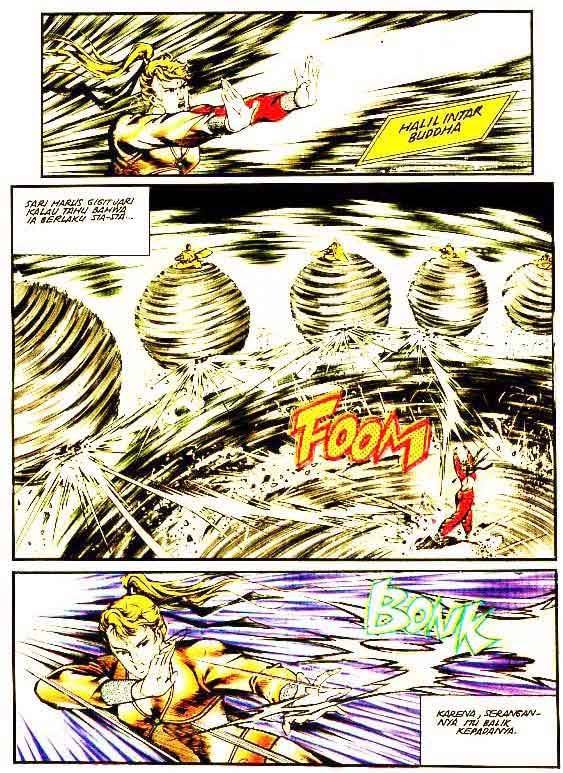 HALILINTAR
BUDDHA
SARI HARUS GIGIT JARI
KALAU TAHU BAHWA
IA BERLAKU SIA-SIA...
FOOM
BONK
KARENA, SERANGAN-
NYA ITU BALIK
KEPADANYA.